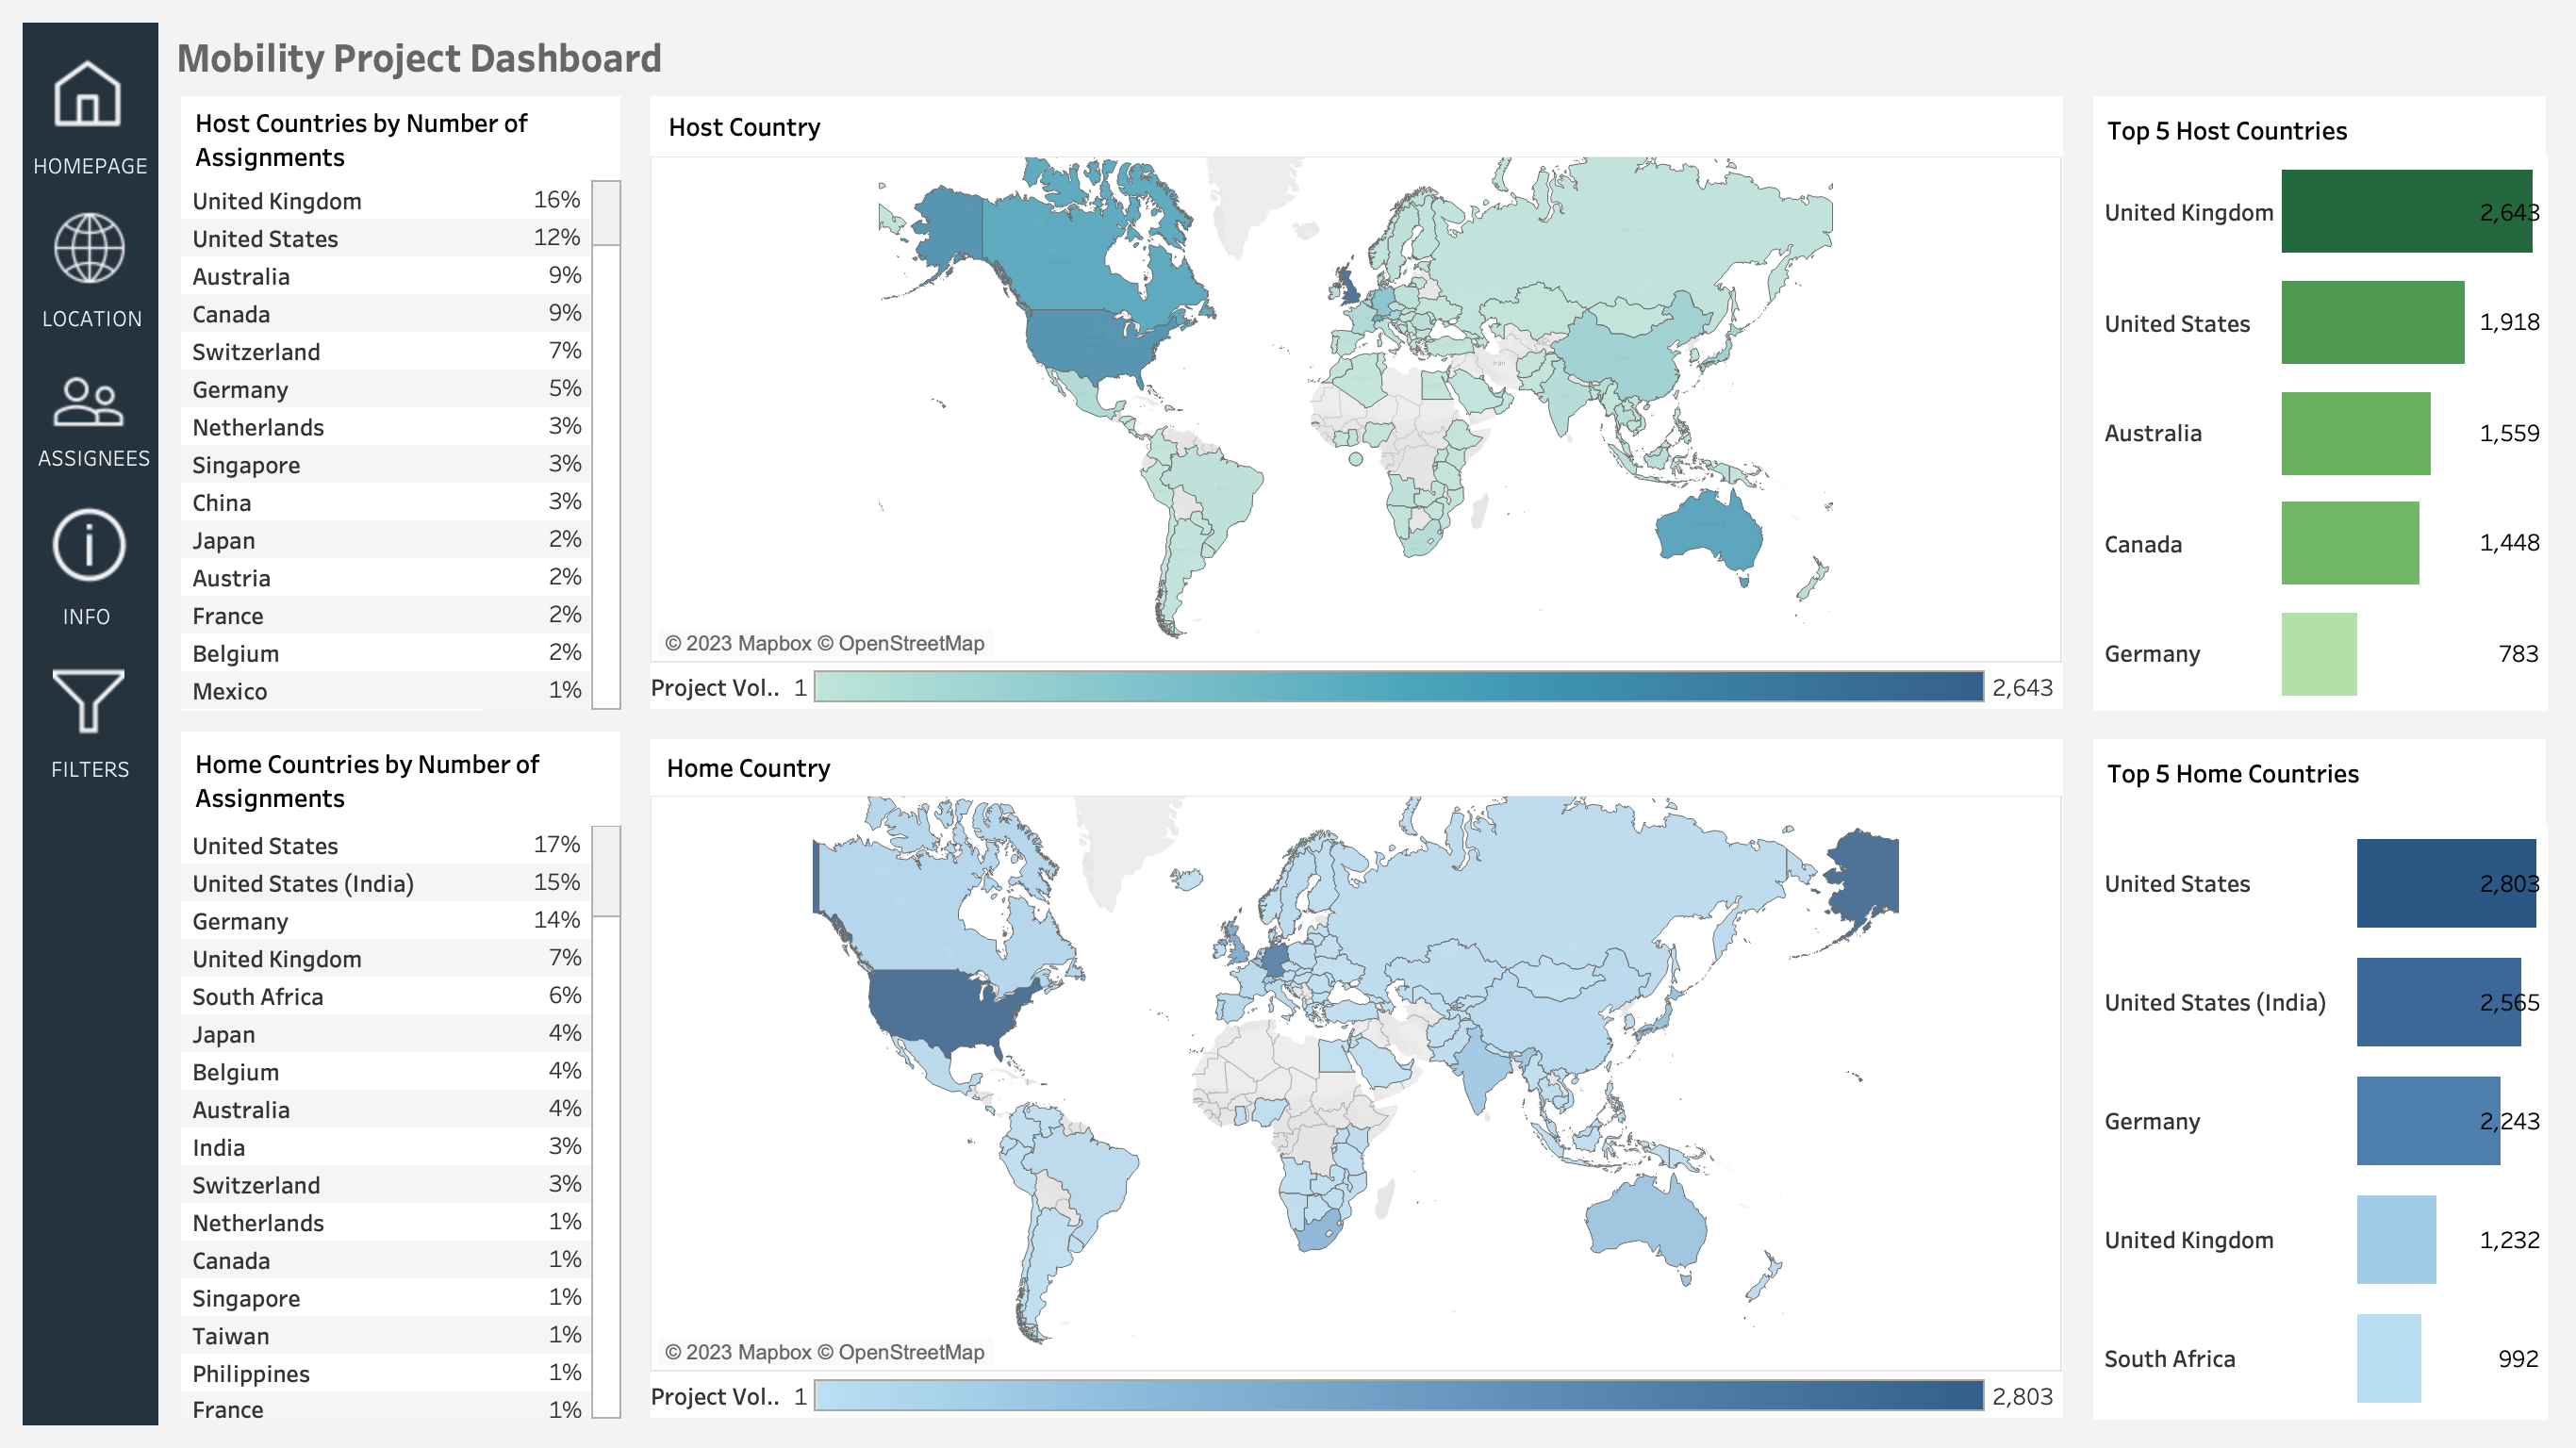 Mobility Project Dashboard
HOMEPAGE
LOCATION
ASSIGNEES
INFO
FILTERS
Host Countries by Number of
Assignments
United Kingdom 16%
United States 12%
Australia 9%
Canada 9%
Switzerland 7%
Germany 5%
Netherlands 3%
Singapore 3%
China 3%
Japan 2%
Austria 2%
France 2%
Belgium 2%
Mexico 1%
Host Country
Iran
© 2023 Mapbox © OpenStreetMap
Project Vol.. 1 2,643
Top 5 Host Countries
United Kingdom 2,643
United States 1,918
Australia 1,559
Canada 1,448
Germany 783
Home Countries by Number of
Assignments
United States 17%
United States (India) 15%
Germany 14%
United Kingdom 7%
South Africa 6%
Japan 4%
Belgium 4%
Australia 4%
India 3%
Switzerland 3%
Netherlands 1%
Canada 1%
Singapore 1%
Taiwan 1%
Philippines 1%
France 1%
Home Country
© 2023 Mapbox © OpenStreetMap
Project Vol.. 1 2,803
Top 5 Home Countries
United States 2,803
United States (India) 2,565
Germany 2,243
United Kingdom 1,232
South Africa 992